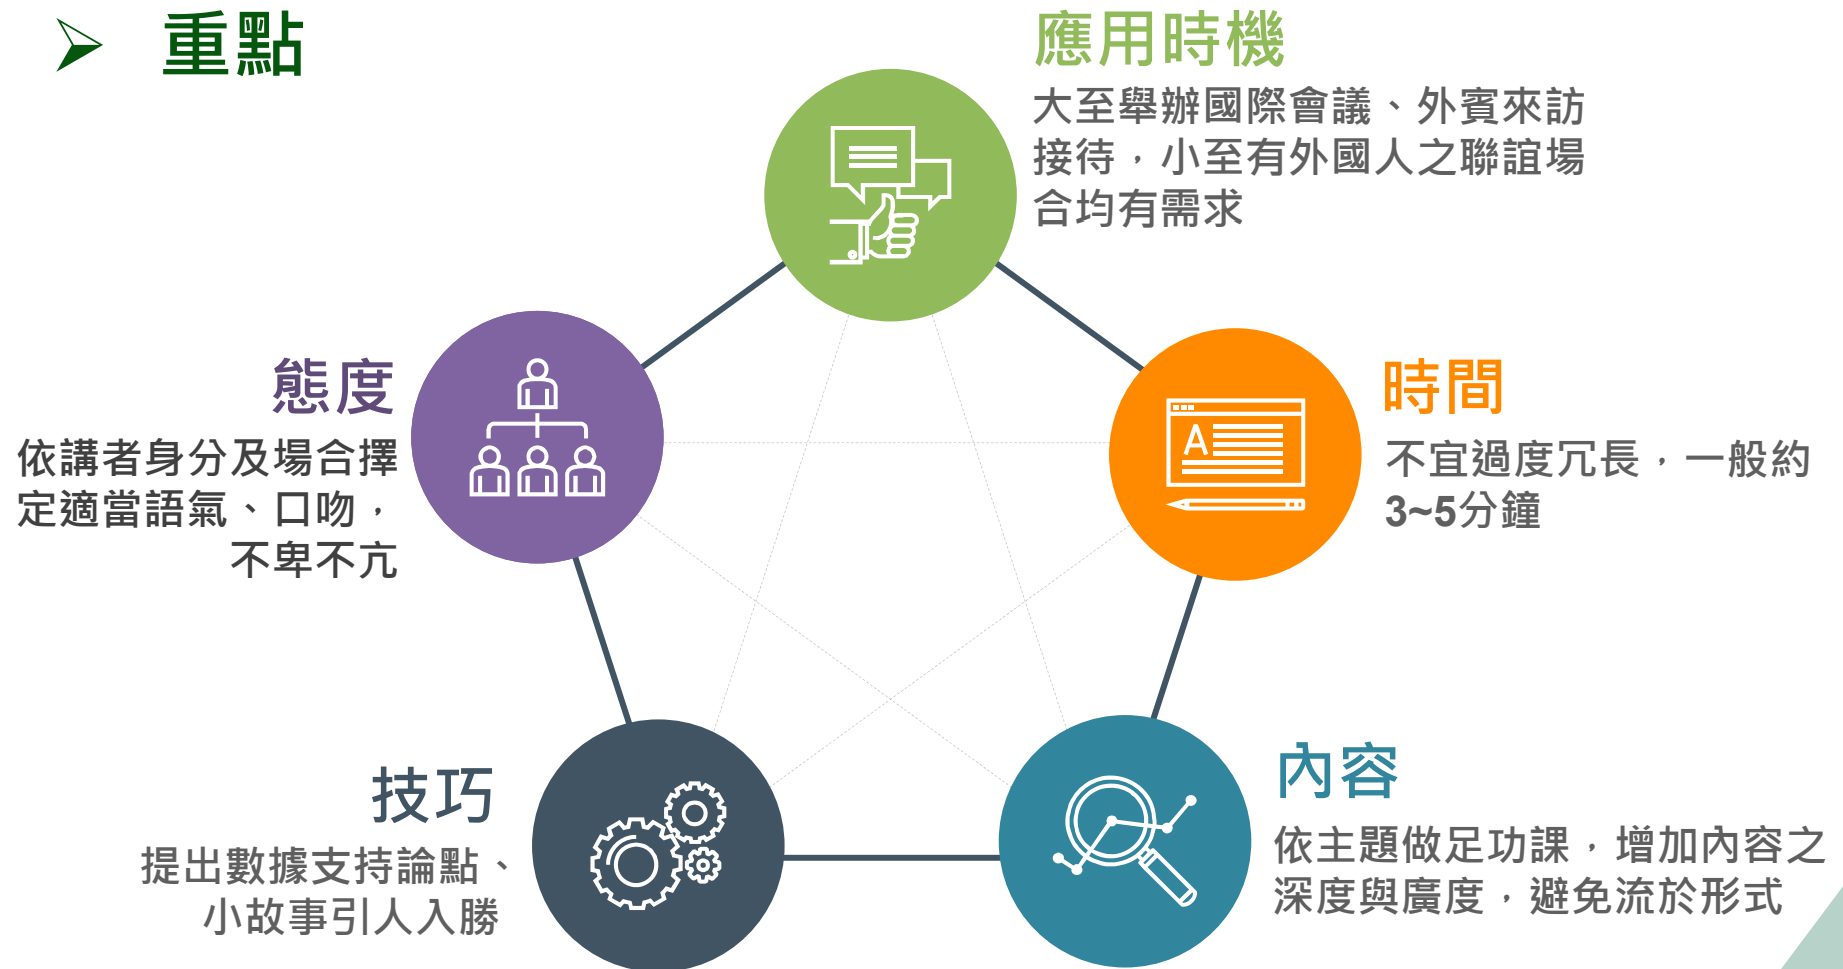 重點
應用時機
大至舉辦國際會議、外賓來訪
接待，小至有外國人之聯誼場
合均有需求
時間
不宜過度冗長，一般約
3~5分鐘
內容
依主題做足功課，增加內容之
深度與廣度，避免流於形式
技巧
提出數據支持論點、
小故事引人入勝
態度
依講者身分及場合擇
定適當語氣、口吻，
不卑不亢
A